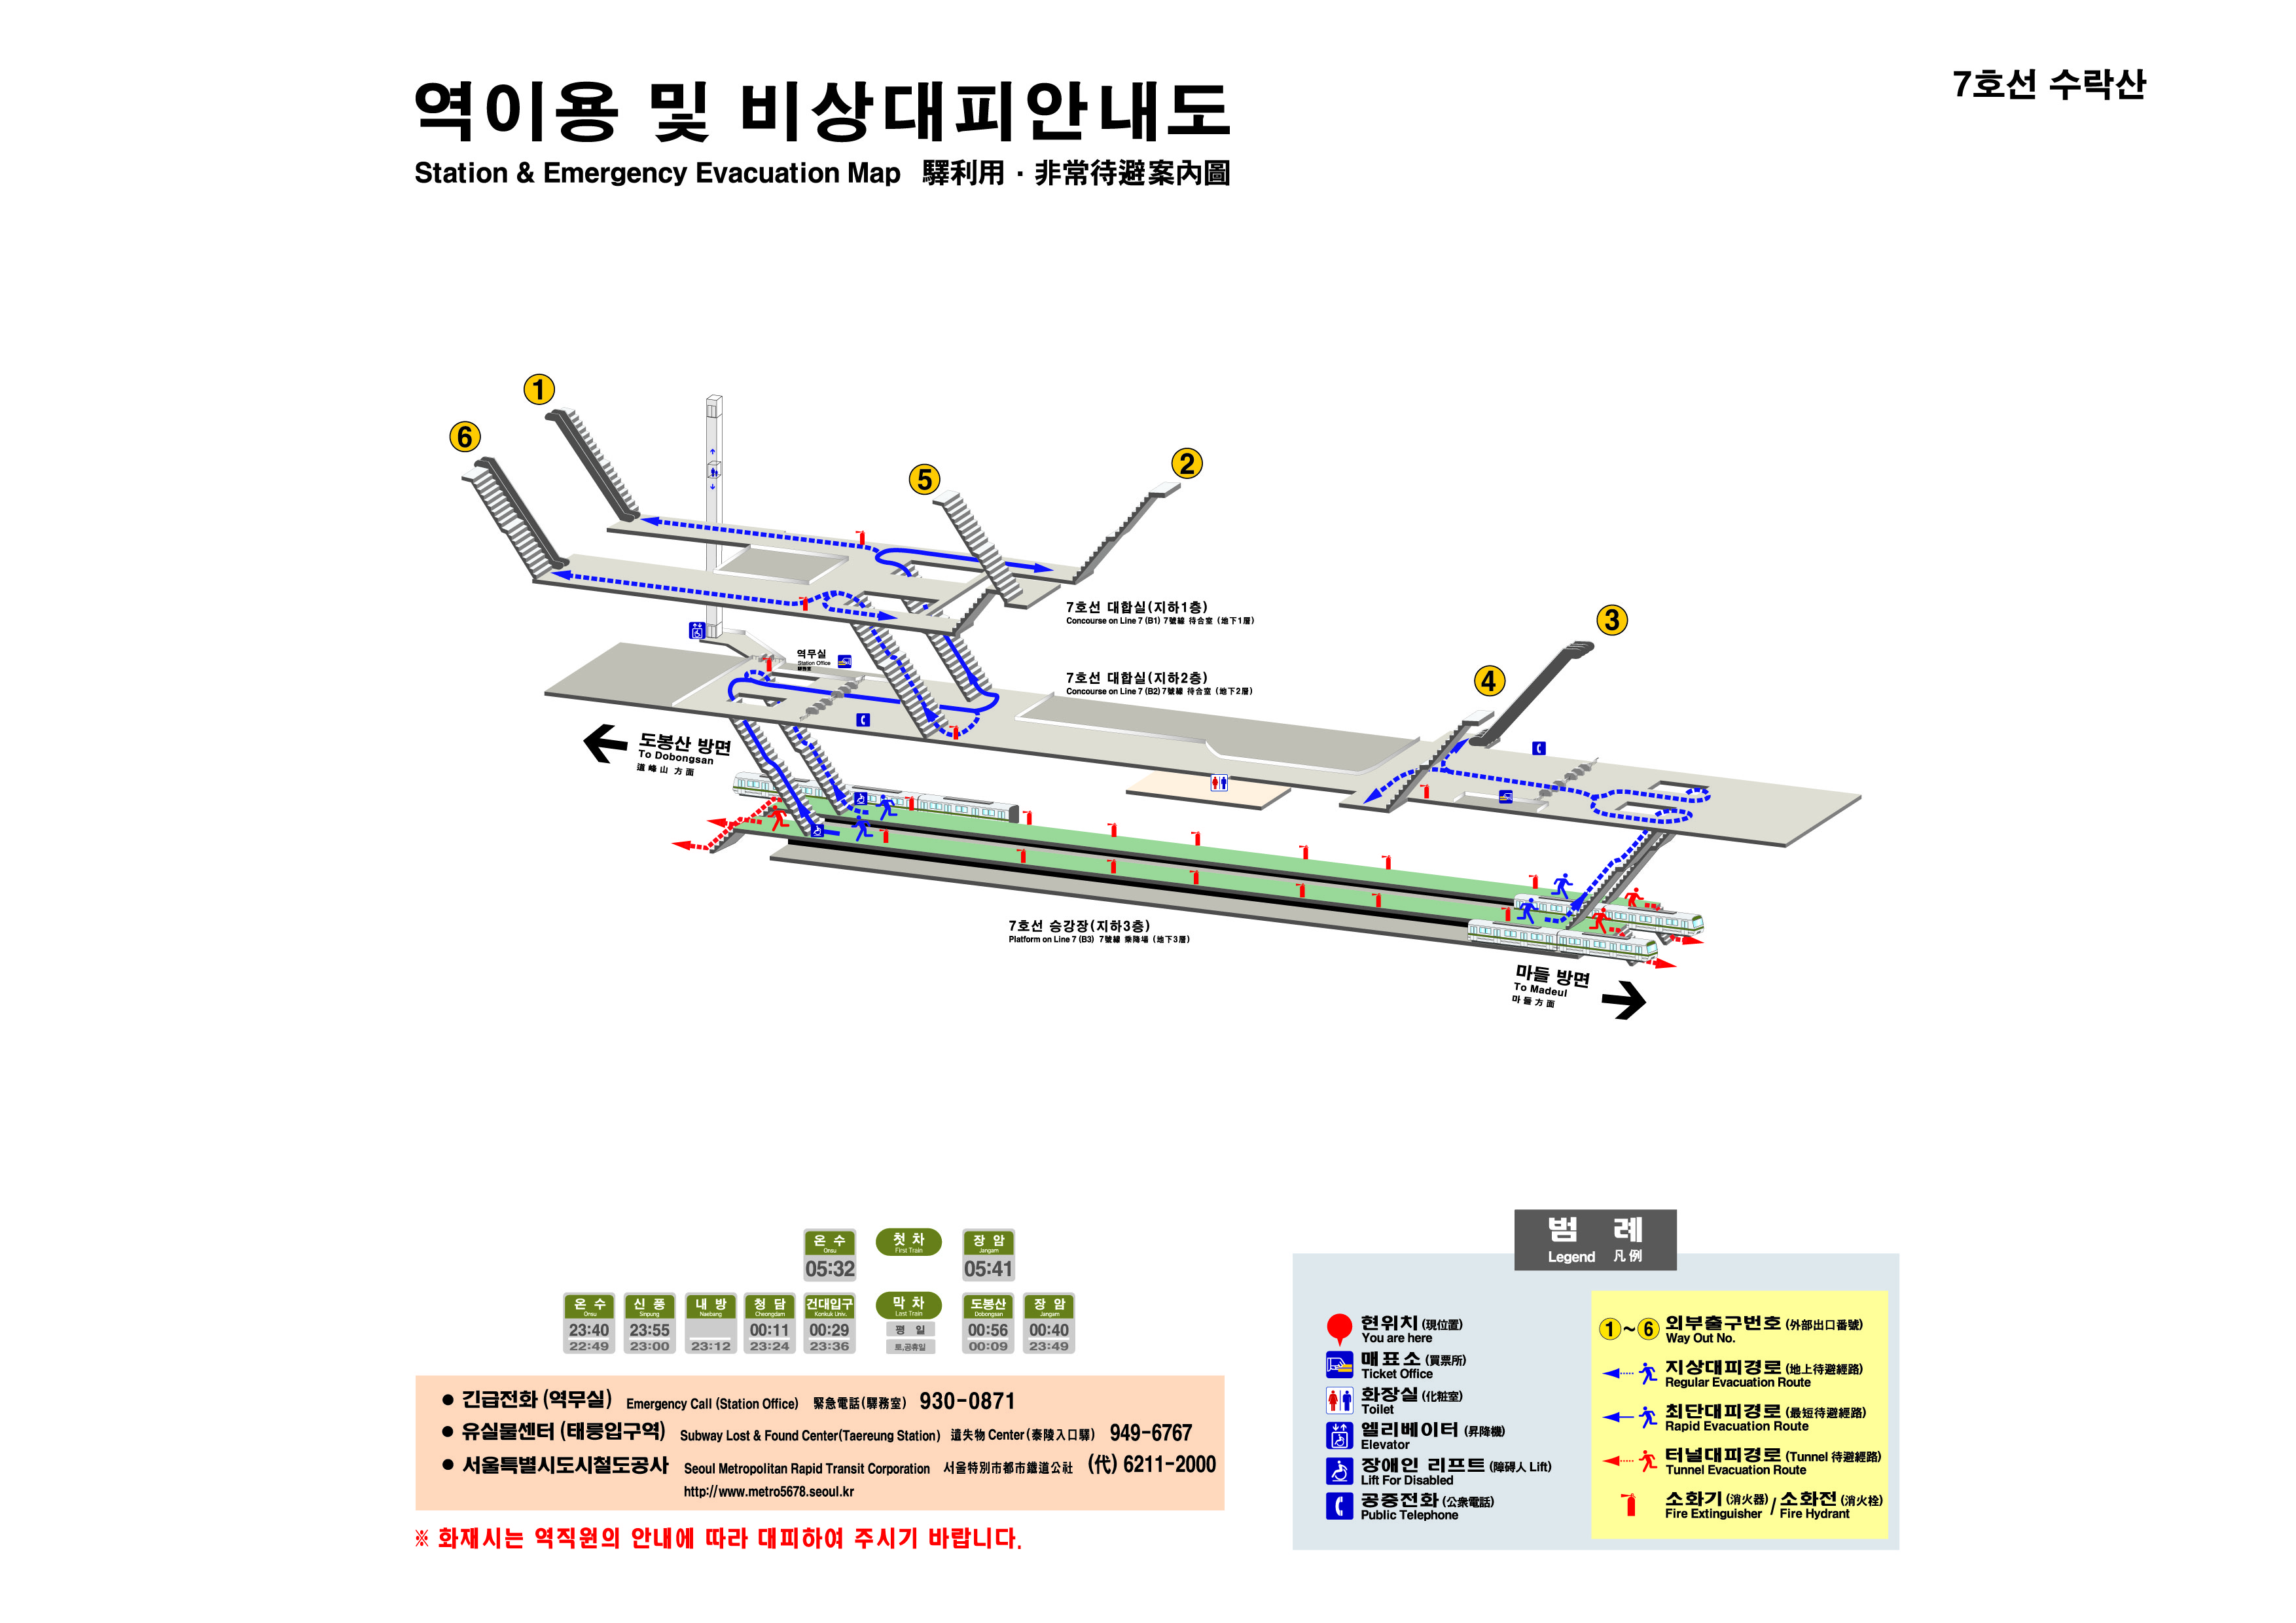 역이용 및 비상대피안내도
7호선 수락산
Station & Emergency Evacuation Map 驛利用 · 非常待避案內圖
1
6
5
2
7호선 대합실(지하1층)
Concourse on Line 7 (B1) 7號線 待合室 (地下1層)
3
역무실
Station Office
驛務室
7호선 대합실(지하2층)
Concourse on Line 7 (B2) 7號線 待合室 (地下2層)
4
도봉산 방면
To Dobongsan
道峰山 方面
7호선 승강장(지하3층)
Platform on Line 7 (B3) 7號線 乘降場 (地下3層)
마들 방면
To Madeul
마들方面
온 수
Onsu
05:32
첫 차
First Train
장 암
Jangam
05:41
온 수
Onsu
23:40
22:49
신 풍
Sinpung
23:55
23:00
내 방
Naebang
23:12
청 담
Cheongdam
00:11
23:24
건대입구
Konkuk Univ.
00:29
23:36
막 차
Last Train
평 일
토,공휴일
도봉산
Dobongsan
00:56
00:09
장 암
Jangam
00:40
23:49
● 긴급전화 (역무실) Emergency Call (Station Office) 緊急電話(驛務室) 930-0871
● 유실물센터 (태릉입구역) Subway Lost & Found Center(Taereung Station) 遺失物 Center (泰陵入口驛) 949-6767
● 서울특별시도시철도공사 Seoul Metropolitan Rapid Transit Corporation 서울特別市都市鐵道公社 (代) 6211-2000
http://www.metro5678.seoul.kr
※ 화재시는 역직원의 안내에 따라 대피하여 주시기 바랍니다.
범 례
Legend 凡例
현위치 (現位置)
You are here
매표소 (買票所)
Ticket Office
화장실 (化粧室)
Toilet
엘리베이터 (昇降機)
Elevator
장애인 리프트 (障碍人 Lift)
Lift For Disabled
공중전화 (公衆電話)
Public Telephone
1 ~ 6 외부출구번호 (外部出口番號)
Way Out No.
지상대피경로 (地上待避經路)
Regular Evacuation Route
최단대피경로 (最短待避經路)
Rapid Evacuation Route
터널대피경로 (Tunnel 待避經路)
Tunnel Evacuation Route
소화기 (消火器) / 소화전 (消火栓)
Fire Extinguisher / Fire Hydrant